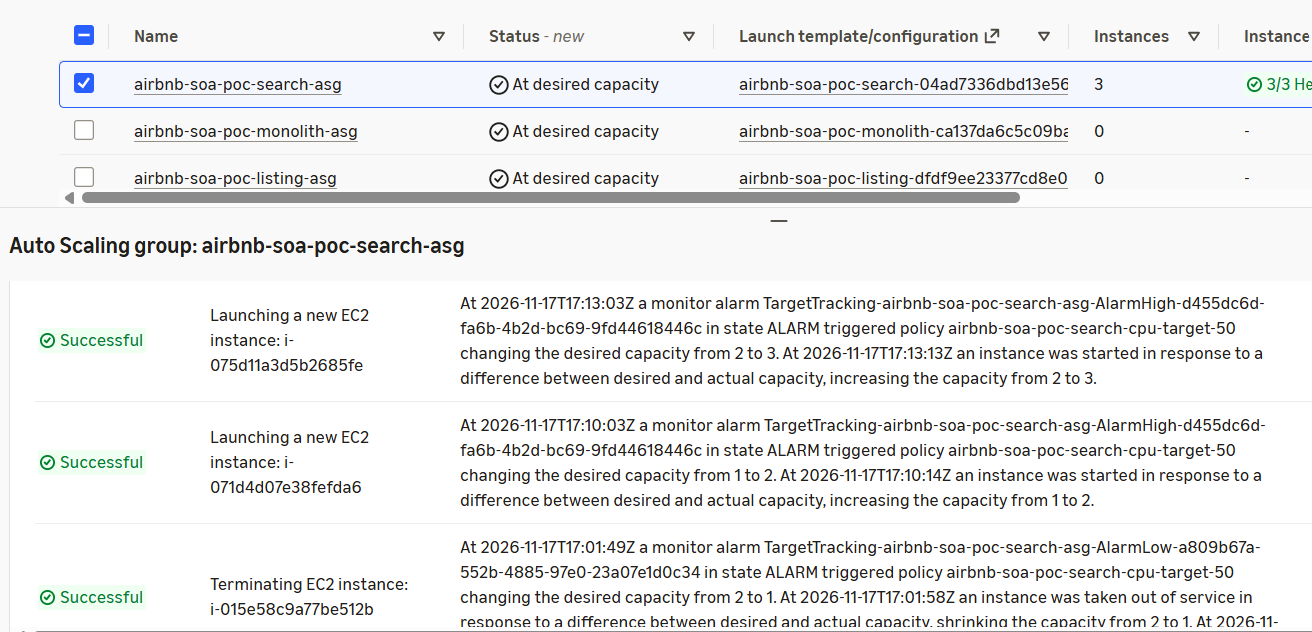 Name Status - new Launch template/configuration Instances Instance
airbnb-soa-poc-search-asg At desired capacity airbnb-soa-poc-search-04ad7336dbd13e56 3 3/3 He
airbnb-soa-poc-monolith-asg At desired capacity airbnb-soa-poc-monolith-ca137da6c5c09ba 0 -
airbnb-soa-poc-listing-asg At desired capacity airbnb-soa-poc-listing-dfdf9ee23377cd8e0 0 -
Auto Scaling group: airbnb-soa-poc-search-asg
Successful
Launching a new EC2
instance: i-
075d11a3d5b2685fe
At 2026-11-17T17:13:03Z a monitor alarm TargetTracking-airbnb-soa-poc-search-asg-AlarmHigh-d455dc6d-
fa6b-4b2d-bc69-9fd44618446c in state ALARM triggered policy airbnb-soa-poc-search-cpu-target-50
changing the desired capacity from 2 to 3. At 2026-11-17T17:13:13Z an instance was started in response to a
difference between desired and actual capacity, increasing the capacity from 2 to 3.
Successful
Launching a new EC2
instance: i-
071d4d07e38fefda6
At 2026-11-17T17:10:03Z a monitor alarm TargetTracking-airbnb-soa-poc-search-asg-AlarmHigh-d455dc6d-
fa6b-4b2d-bc69-9fd44618446c in state ALARM triggered policy airbnb-soa-poc-search-cpu-target-50
changing the desired capacity from 1 to 2. At 2026-11-17T17:10:14Z an instance was started in response to a
difference between desired and actual capacity, increasing the capacity from 1 to 2.
Successful
Terminating EC2 instance:
i-015e58c9a77be512b
At 2026-11-17T17:01:49Z a monitor alarm TargetTracking-airbnb-soa-poc-search-asg-AlarmLow-a809b67a-
552b-4885-97e0-23a07e1d0c34 in state ALARM triggered policy airbnb-soa-poc-search-cpu-target-50
changing the desired capacity from 2 to 1. At 2026-11-17T17:01:58Z an instance was taken out of service in
response to a difference between desired and actual capacity, shrinking the capacity from 2 to 1. At 2026-11-